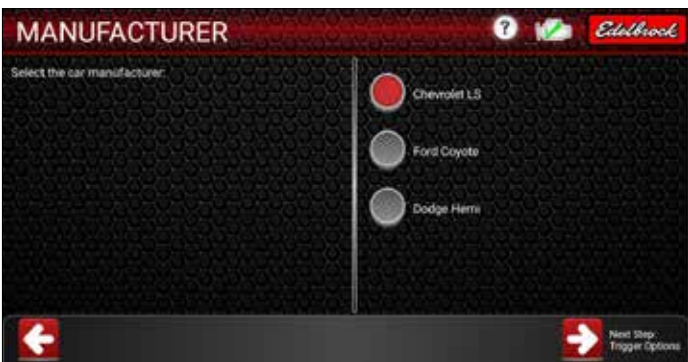 MANUFACTURER
?
Edelbrock
Select the car manufacturer:
Chevrolet LS
Ford Coyote
Dodge Hemi
Next Step:
Trigger Options